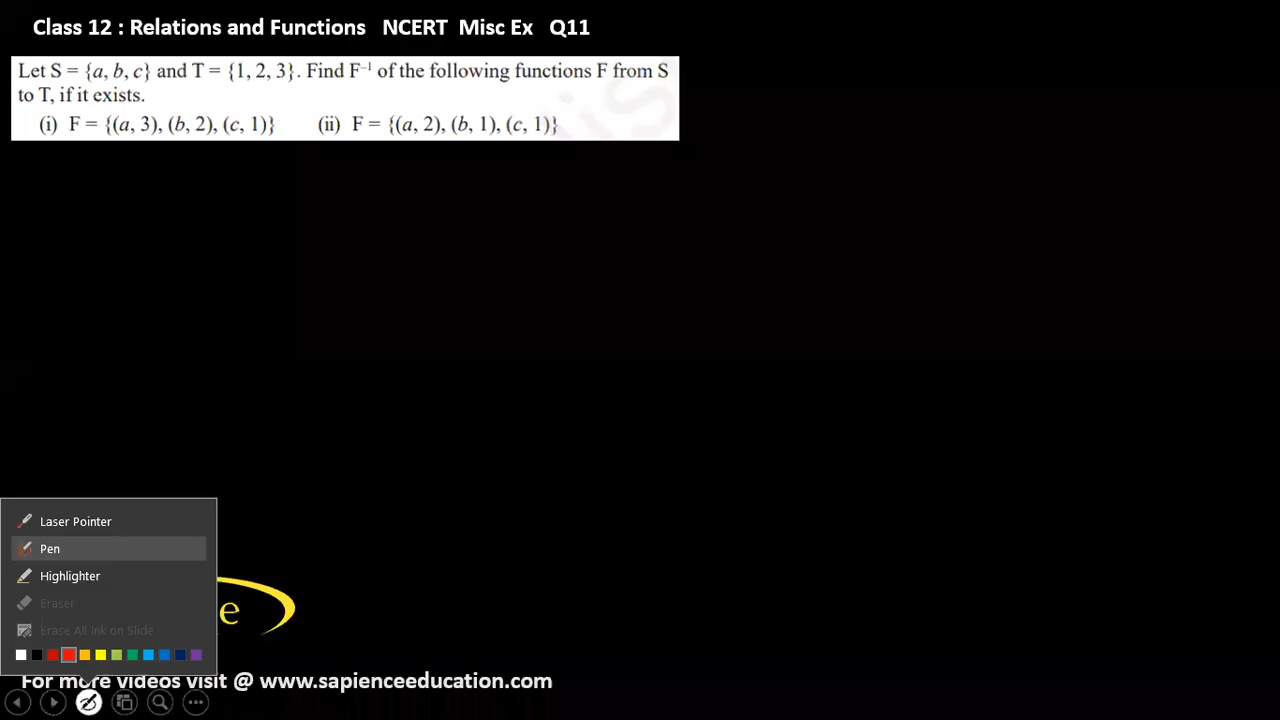 Class 12 : Relations and Functions NCERT Misc Ex Q11
Let S = {a, b, c} and T = {1, 2, 3}. Find F⁻¹ of the following functions F from S
to T, if it exists.
(i) F = {(a, 3), (b, 2), (c, 1)} (ii) F = {(a, 2), (b, 1), (c, 1)}
Laser Pointer
Pen
Highlighter
Eraser
Erase All Ink on Slide
e
For more videos visit @ www.sapienceeducation.com